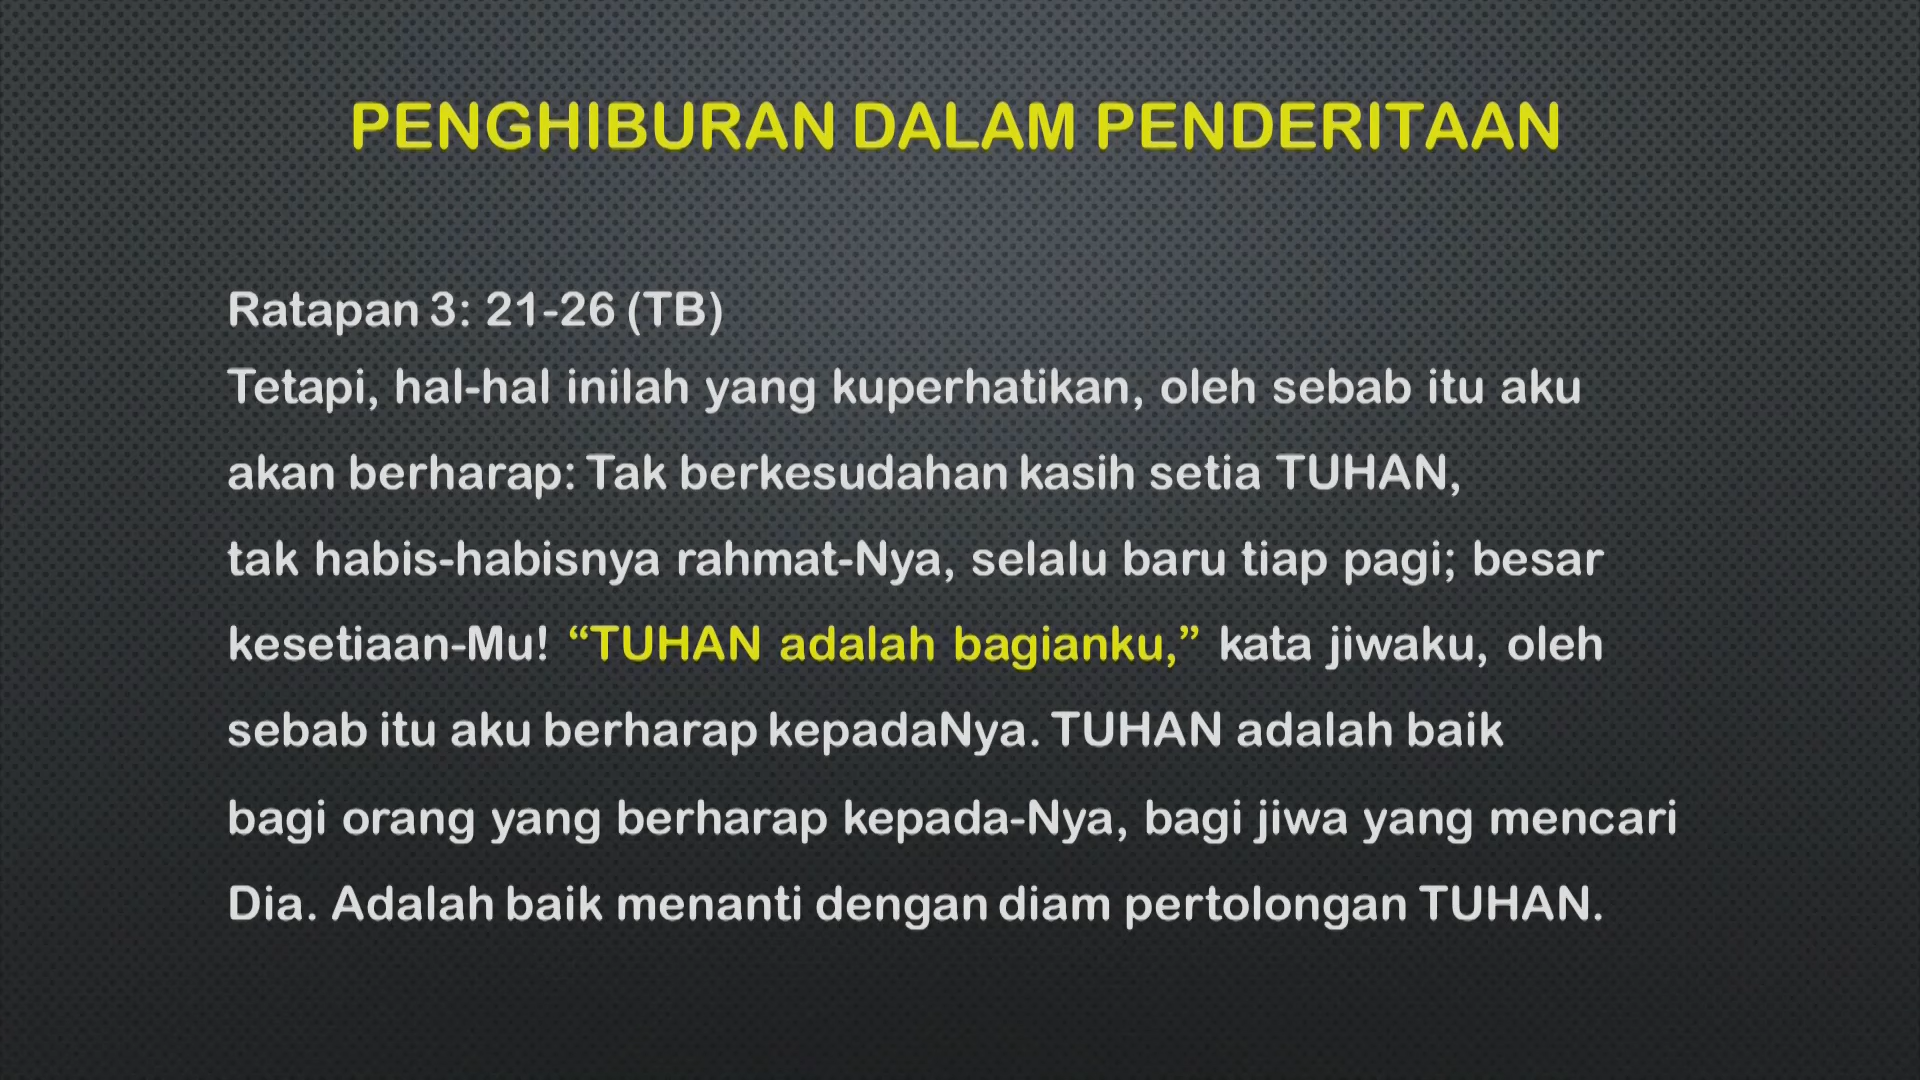 PENGHIBURAN DALAM PENDERITAAN
Ratapan 3: 21-26 (TB)
Tetapi, hal-hal inilah yang kuperhatikan, oleh sebab itu aku
akan berharap: Tak berkesudahan kasih setia TUHAN,
tak habis-habisnya rahmat-Nya, selalu baru tiap pagi; besar
kesetiaan-Mu! “TUHAN adalah bagianku,” kata jiwaku, oleh
sebab itu aku berharap kepadaNya. TUHAN adalah baik
bagi orang yang berharap kepada-Nya, bagi jiwa yang mencari
Dia. Adalah baik menanti dengan diam pertolongan TUHAN.